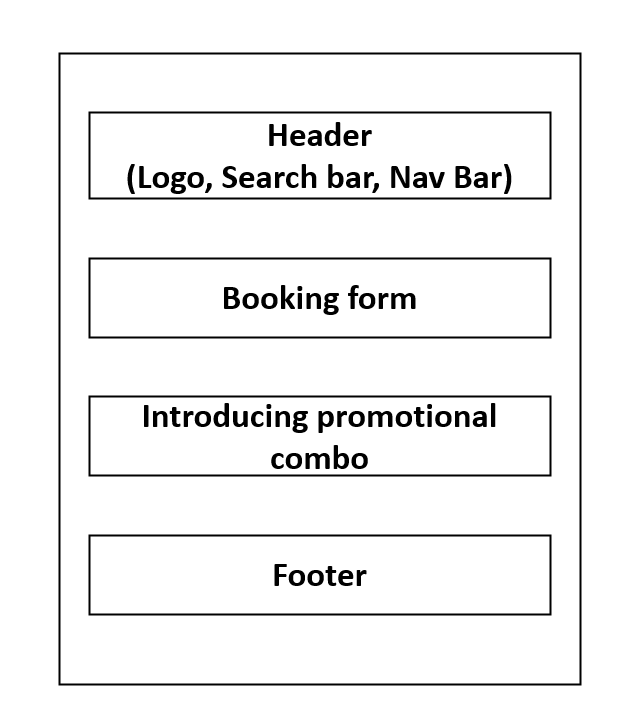 Header
(Logo, Search bar, Nav Bar)
Booking form
Introducing promotional
combo
Footer